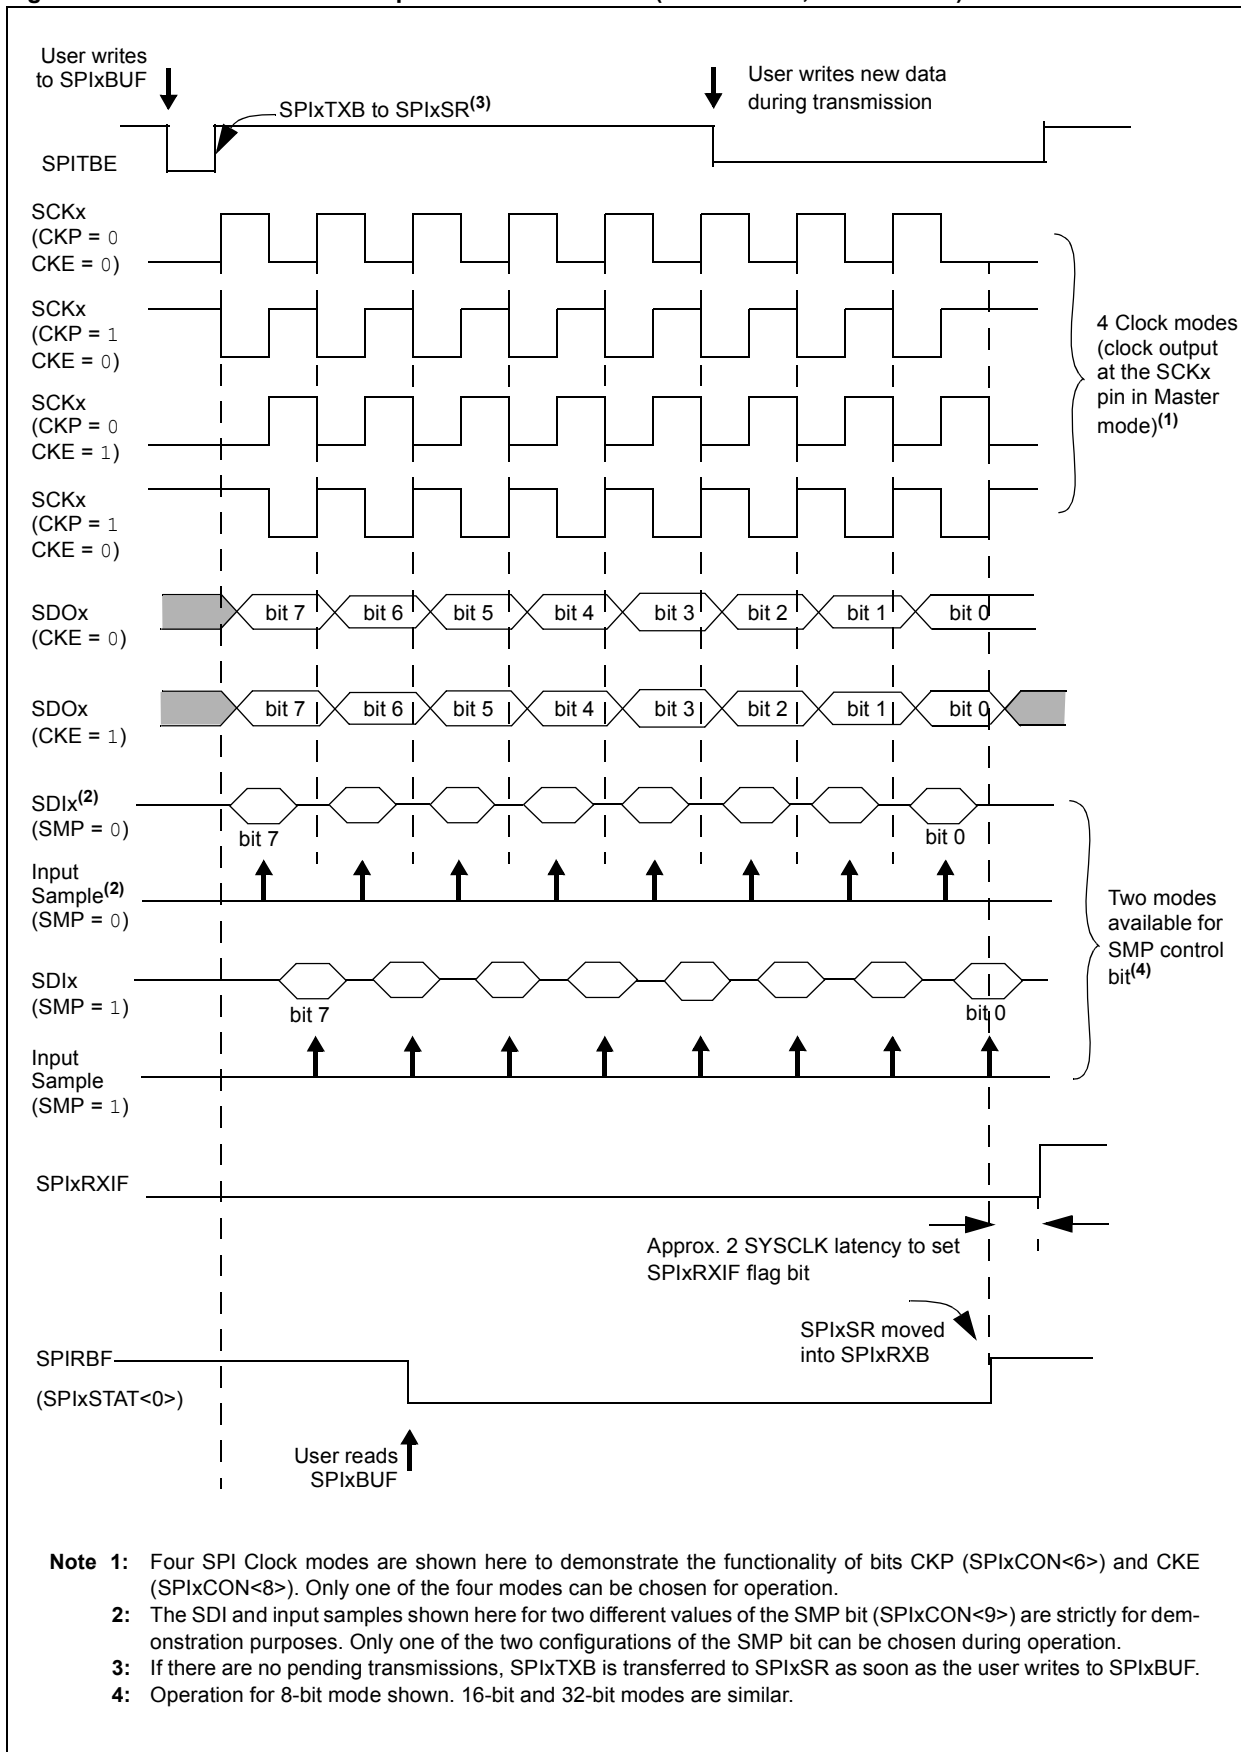 User writes
to SPIxBUF
User writes new data
during transmission
SPIxTXB to SPIxSR(3)
SPITBE
SCKx
(CKP = 0
CKE = 0)
SCKx
(CKP = 1
CKE = 0)
SCKx
(CKP = 0
CKE = 1)
SCKx
(CKP = 1
CKE = 0)
4 Clock modes
(clock output
at the SCKx
pin in Master
mode)(1)
SDOx
(CKE = 0)
bit 7 bit 6 bit 5 bit 4 bit 3 bit 2 bit 1 bit 0
SDOx
(CKE = 1)
bit 7 bit 6 bit 5 bit 4 bit 3 bit 2 bit 1 bit 0
SDIx(2)
(SMP = 0)
bit 7 bit 0
Input
Sample(2)
(SMP = 0)
SDIx
(SMP = 1)
bit 7 bit 0
Input
Sample
(SMP = 1)
Two modes
available for
SMP control
bit(4)
SPIxRXIF
Approx. 2 SYSCLK latency to set
SPIxRXIF flag bit
SPIxSR moved
into SPIxRXB
SPIRBF
(SPIxSTAT<0>)
User reads
SPIxBUF
Note 1: Four SPI Clock modes are shown here to demonstrate the functionality of bits CKP (SPIxCON<6>) and CKE
(SPIxCON<8>). Only one of the four modes can be chosen for operation.
2: The SDI and input samples shown here for two different values of the SMP bit (SPIxCON<9>) are strictly for dem-
onstration purposes. Only one of the two configurations of the SMP bit can be chosen during operation.
3: If there are no pending transmissions, SPIxTXB is transferred to SPIxSR as soon as the user writes to SPIxBUF.
4: Operation for 8-bit mode shown. 16-bit and 32-bit modes are similar.